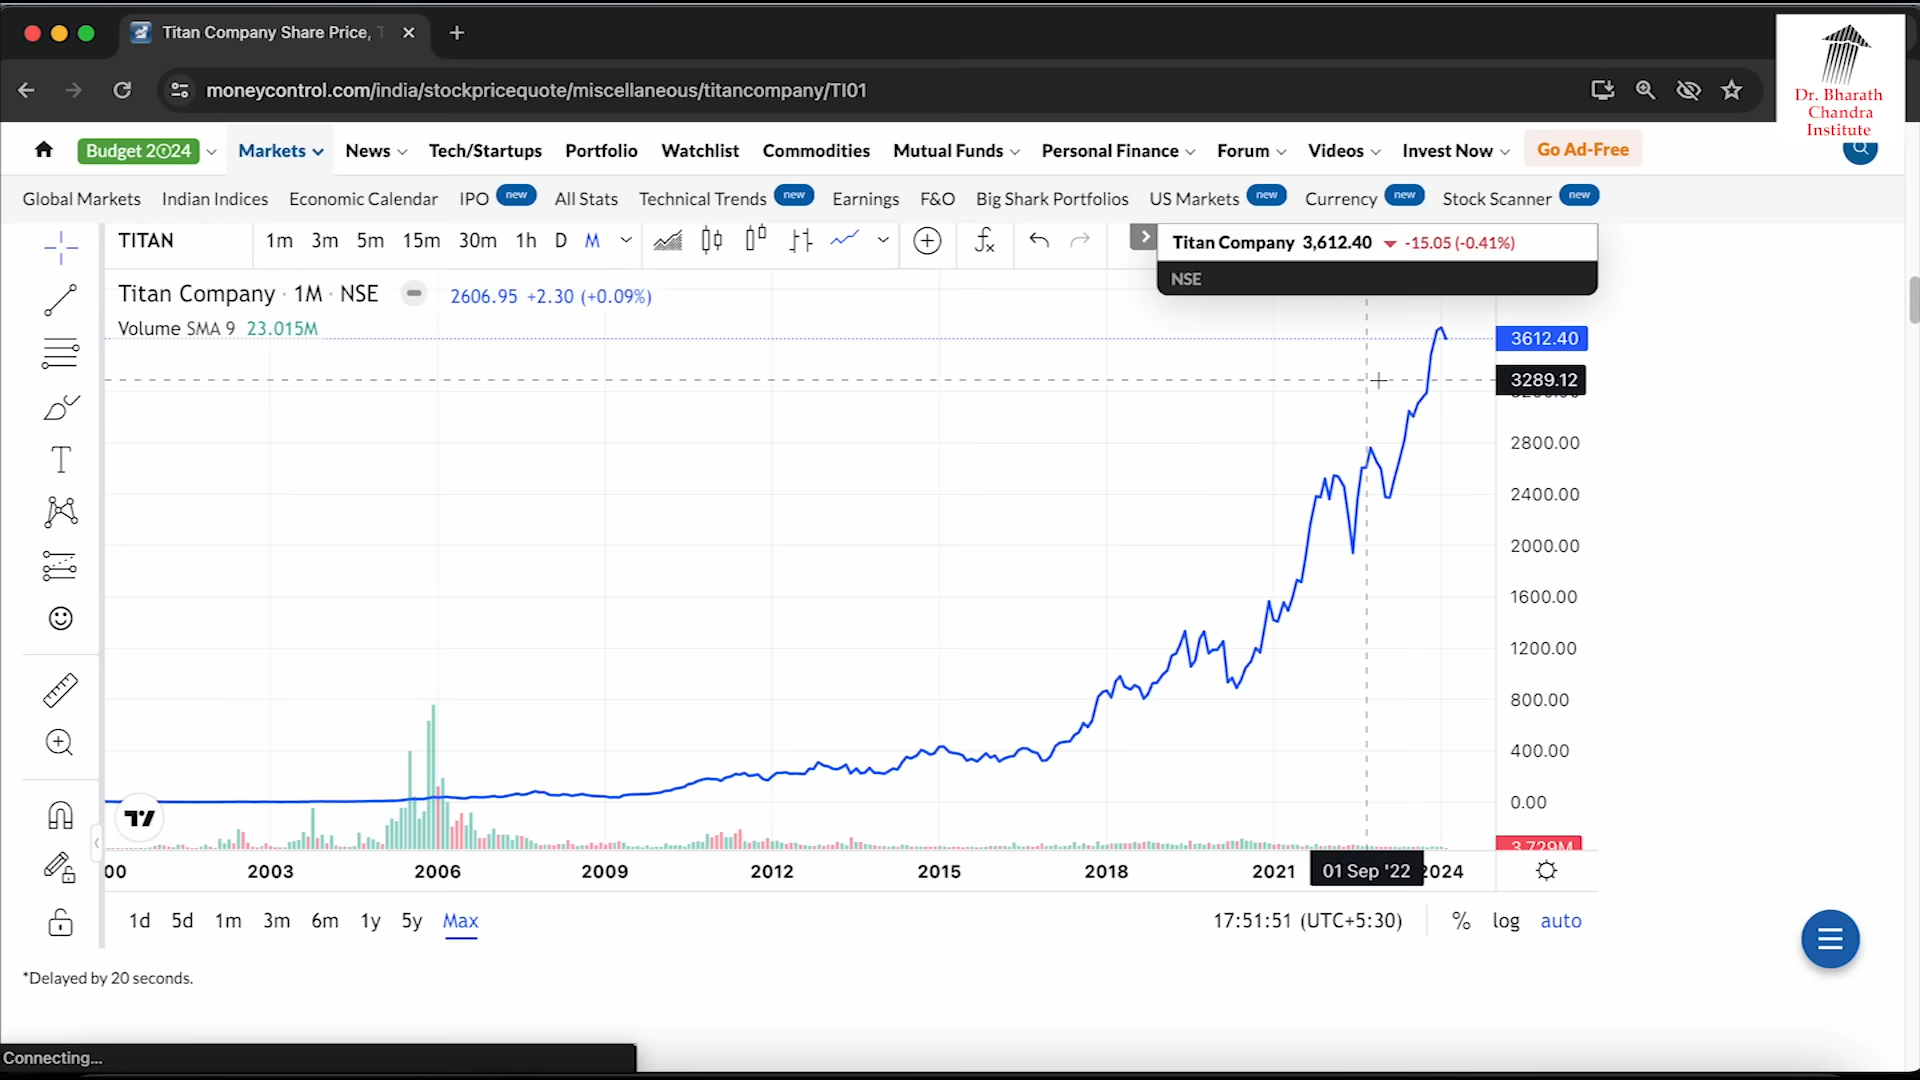 Titan Company Share Price, T
moneycontrol.com/india/stockpricequote/miscellaneous/titancompany/TI01
Dr. Bharath
Chandra
Institute
Budget 2024 Markets News Tech/Startups Portfolio Watchlist Commodities Mutual Funds Personal Finance Forum Videos Invest Now Go Ad-Free
Global Markets Indian Indices Economic Calendar IPO new All Stats Technical Trends new Earnings F&O Big Shark Portfolios US Markets new Currency new Stock Scanner new
TITAN 1m 3m 5m 15m 30m 1h D M
Titan Company 3,612.40 -15.05 (-0.41%)
NSE
Titan Company · 1M · NSE 2606.95 +2.30 (+0.09%)
Volume SMA 9 23.015M
3612.40
3289.12
2800.00
2400.00
2000.00
1600.00
1200.00
800.00
400.00
0.00
3.729M
00 2003 2006 2009 2012 2015 2018 2021 01 Sep '22 2024
1d 5d 1m 3m 6m 1y 5y Max 17:51:51 (UTC+5:30) % log auto
*Delayed by 20 seconds.
Connecting...